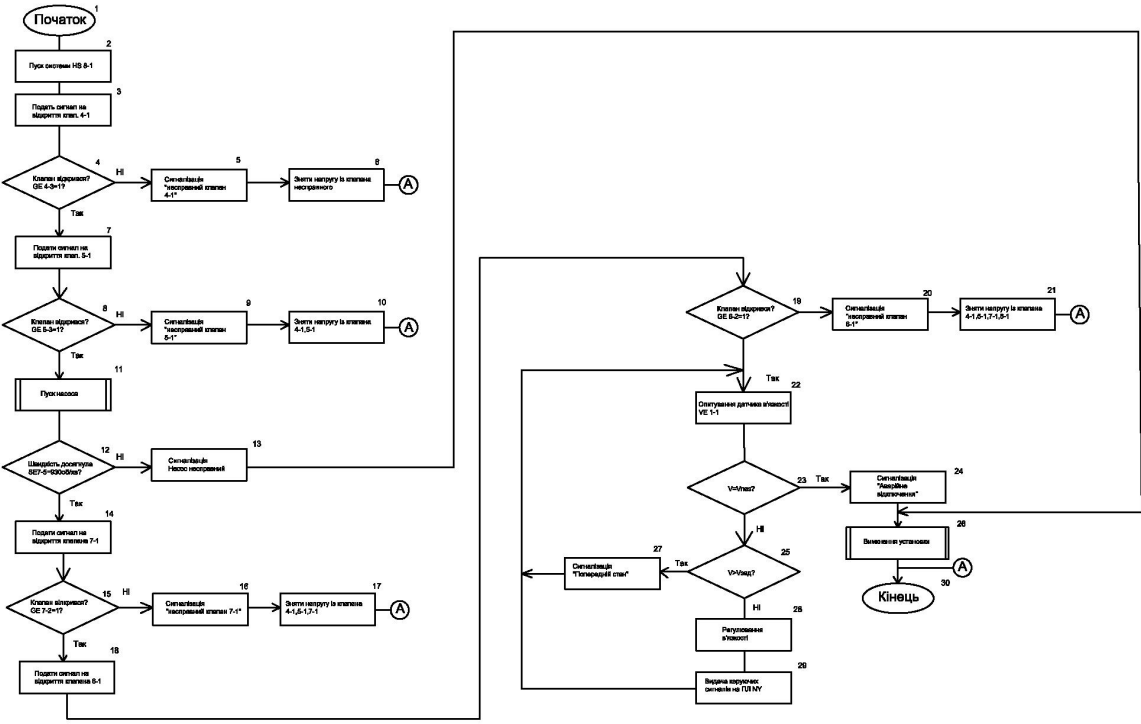 Початок
1
2
Пуск системи HS 8-1
3
Подать сигнал на
відкриття клап. 4-1
4
Клапан відкрився?
GE 4-3=1?
НІ
5
Сигналізація
"несправний клапан
4-1"
6
Зняти напругу із клапана
несправного
А
Так
7
Подати сигнал на
відкриття клап. 5-1
8
Клапан відкрився?
GE 5-3=1?
НІ
9
Сигналізація
"несправний клапан
5-1"
10
Зняти напругу із клапана
4-1,5-1
А
Так
11
Пуск насоса
12
Швидкість досягнула
SE7-5=930об/хв?
НІ
13
Сигналізація
Насос несправний
Так
14
Подати сигнал на
відкриття клапана 7-1
15
Клапан відкрився?
GE 7-2=1?
НІ
16
Сигналізація
"несправний клапан 7-1"
17
Зняти напругу із клапана
4-1,5-1,7-1
А
Так
18
Подати сигнал на
відкриття клапана 6-1
19
Клапан відкрився?
GE 6-2=1?
НІ
20
Сигналізація
"несправний клапан
6-1"
21
Зняти напругу із клапана
4-1,5-1,7-1,6-1
А
Так
22
Опитування датчика в'язкості
VE 1-1
23
Так
24
Сигналізація
"Аварійне
відключення"
НІ
25
V>Vзад?
Так
27
Сигналізація
"Попередній стан"
26
Вимкнення установки
А
30
Кінець
НІ
28
Регулювання
в'язкості
29
Видача керуючих
сигналів на ПЛ NY